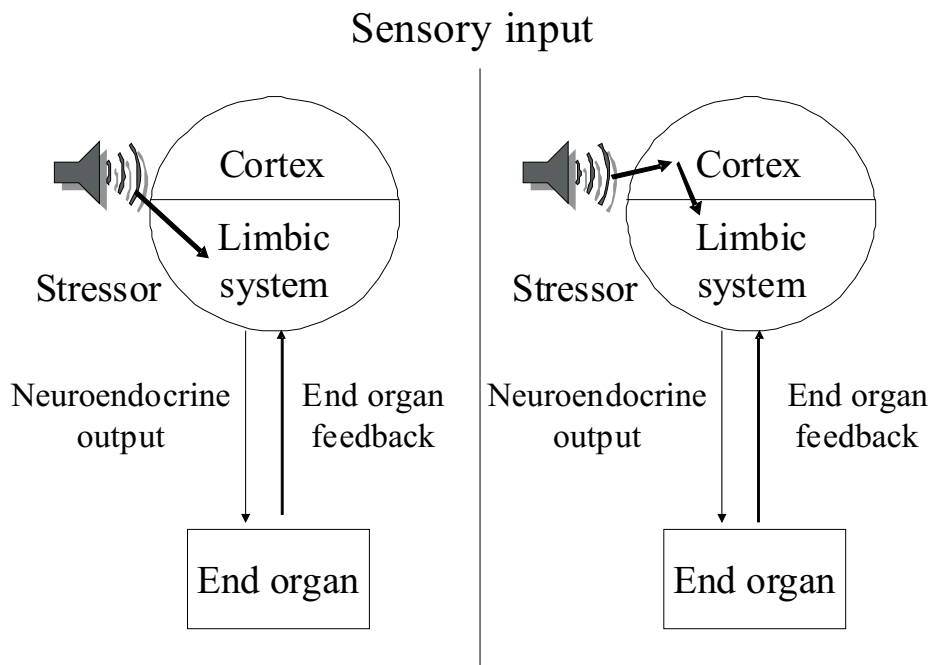 Sensory input
Cortex
Limbic
system
Stressor
Neuroendocrine
output
End organ
feedback
End organ
Cortex
Limbic
system
Stressor
Neuroendocrine
output
End organ
feedback
End organ